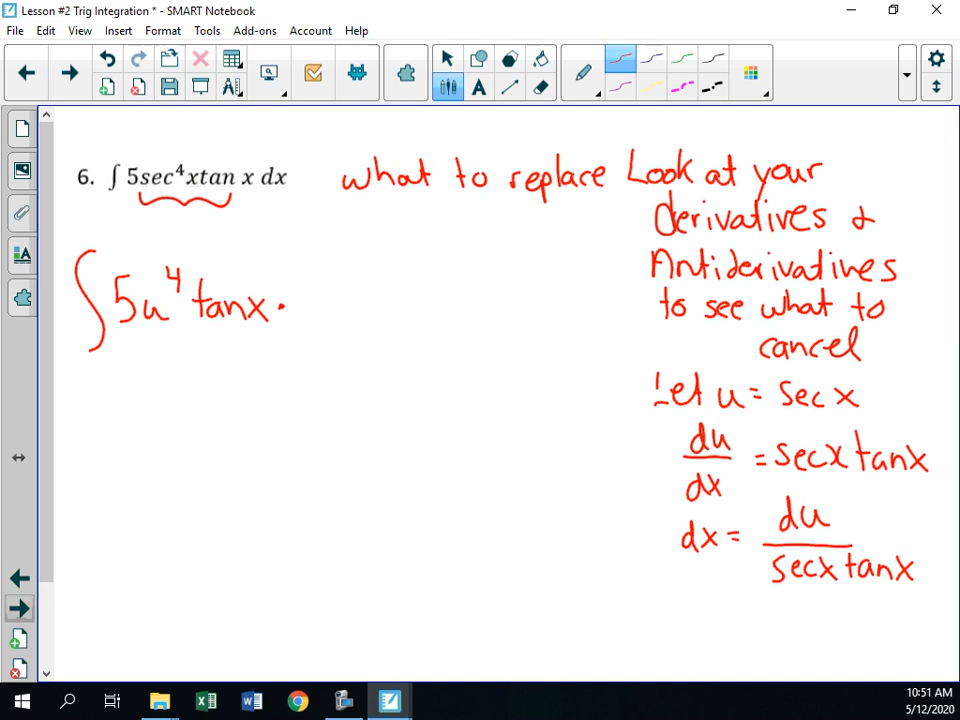 Lesson #2 Trig Integration * - SMART Notebook
File Edit View Insert Format Tools Add-ons Account Help
6. ∫ 5sec⁴xtan x dx
what to replace Look at your
derivatives &
Antiderivatives
to see what to
cancel
∫ 5u⁴ tanx ·
Let u = sec x
du/dx = secx tanx
dx = du/secx tanx
10:51 AM
5/12/2020